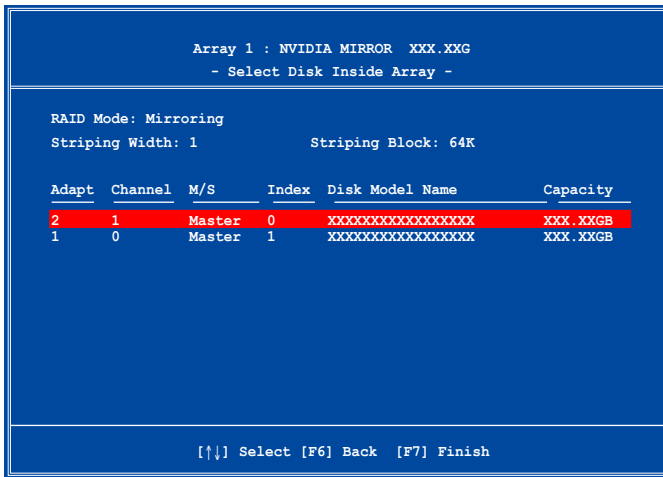 Array 1 : NVIDIA MIRROR XXX.XXG
- Select Disk Inside Array -
RAID Mode: Mirroring
Striping Width: 1 Striping Block: 64K
Adapt Channel M/S Index Disk Model Name Capacity
2 1 Master 0 XXXXXXXXXXXXXXXXX XXX.XXGB
1 0 Master 1 XXXXXXXXXXXXXXXXX XXX.XXGB
[↑↓] Select [F6] Back [F7] Finish